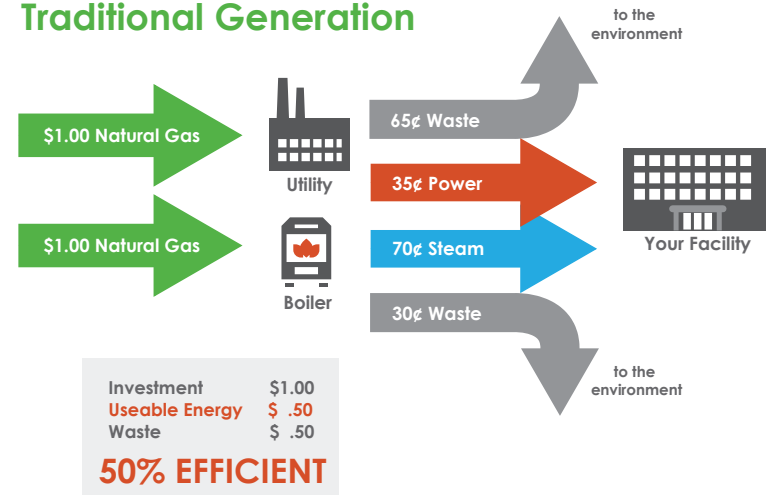 Traditional Generation
to the
environment
$1.00 Natural Gas
65¢ Waste
Utility
35¢ Power
$1.00 Natural Gas
70¢ Steam
Your Facility
Boiler
30¢ Waste
to the
environment
Investment $1.00
Useable Energy $ .50
Waste $ .50
50% EFFICIENT